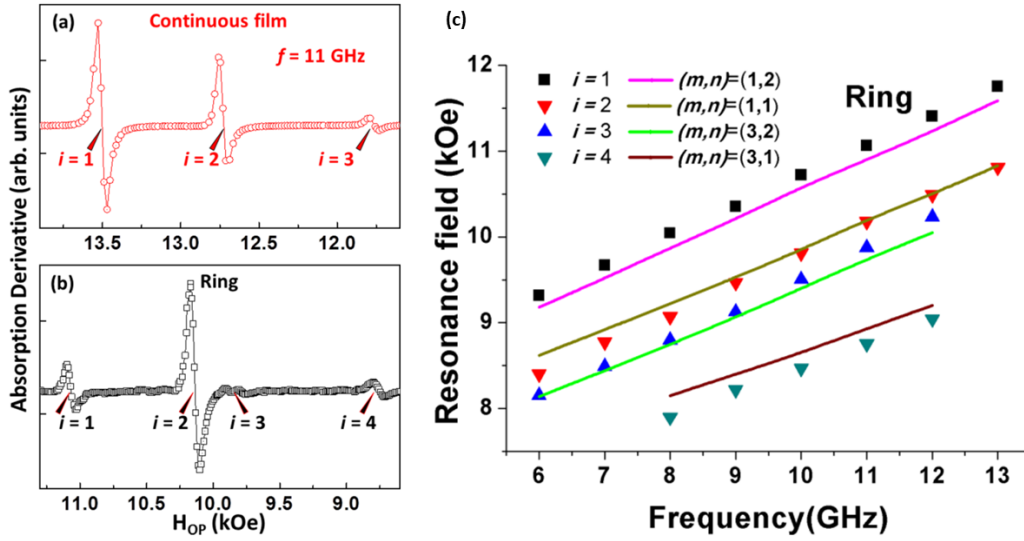 (a)
Continuous film
f = 11 GHz
i = 1
i = 2
i = 3
13.5 13.0 12.5 12.0
Absorption Derivative (arb. units)
(b)
Ring
i = 1
i = 2
i = 3
i = 4
11.0 10.5 10.0 9.5 9.0
H_OP (kOe)
(c)
i = 1 (m,n)=(1,2)
i = 2 (m,n)=(1,1)
i = 3 (m,n)=(3,2)
i = 4 (m,n)=(3,1)
Ring
Resonance field (kOe)
12
11
10
9
8
6 7 8 9 10 11 12 13
Frequency(GHz)